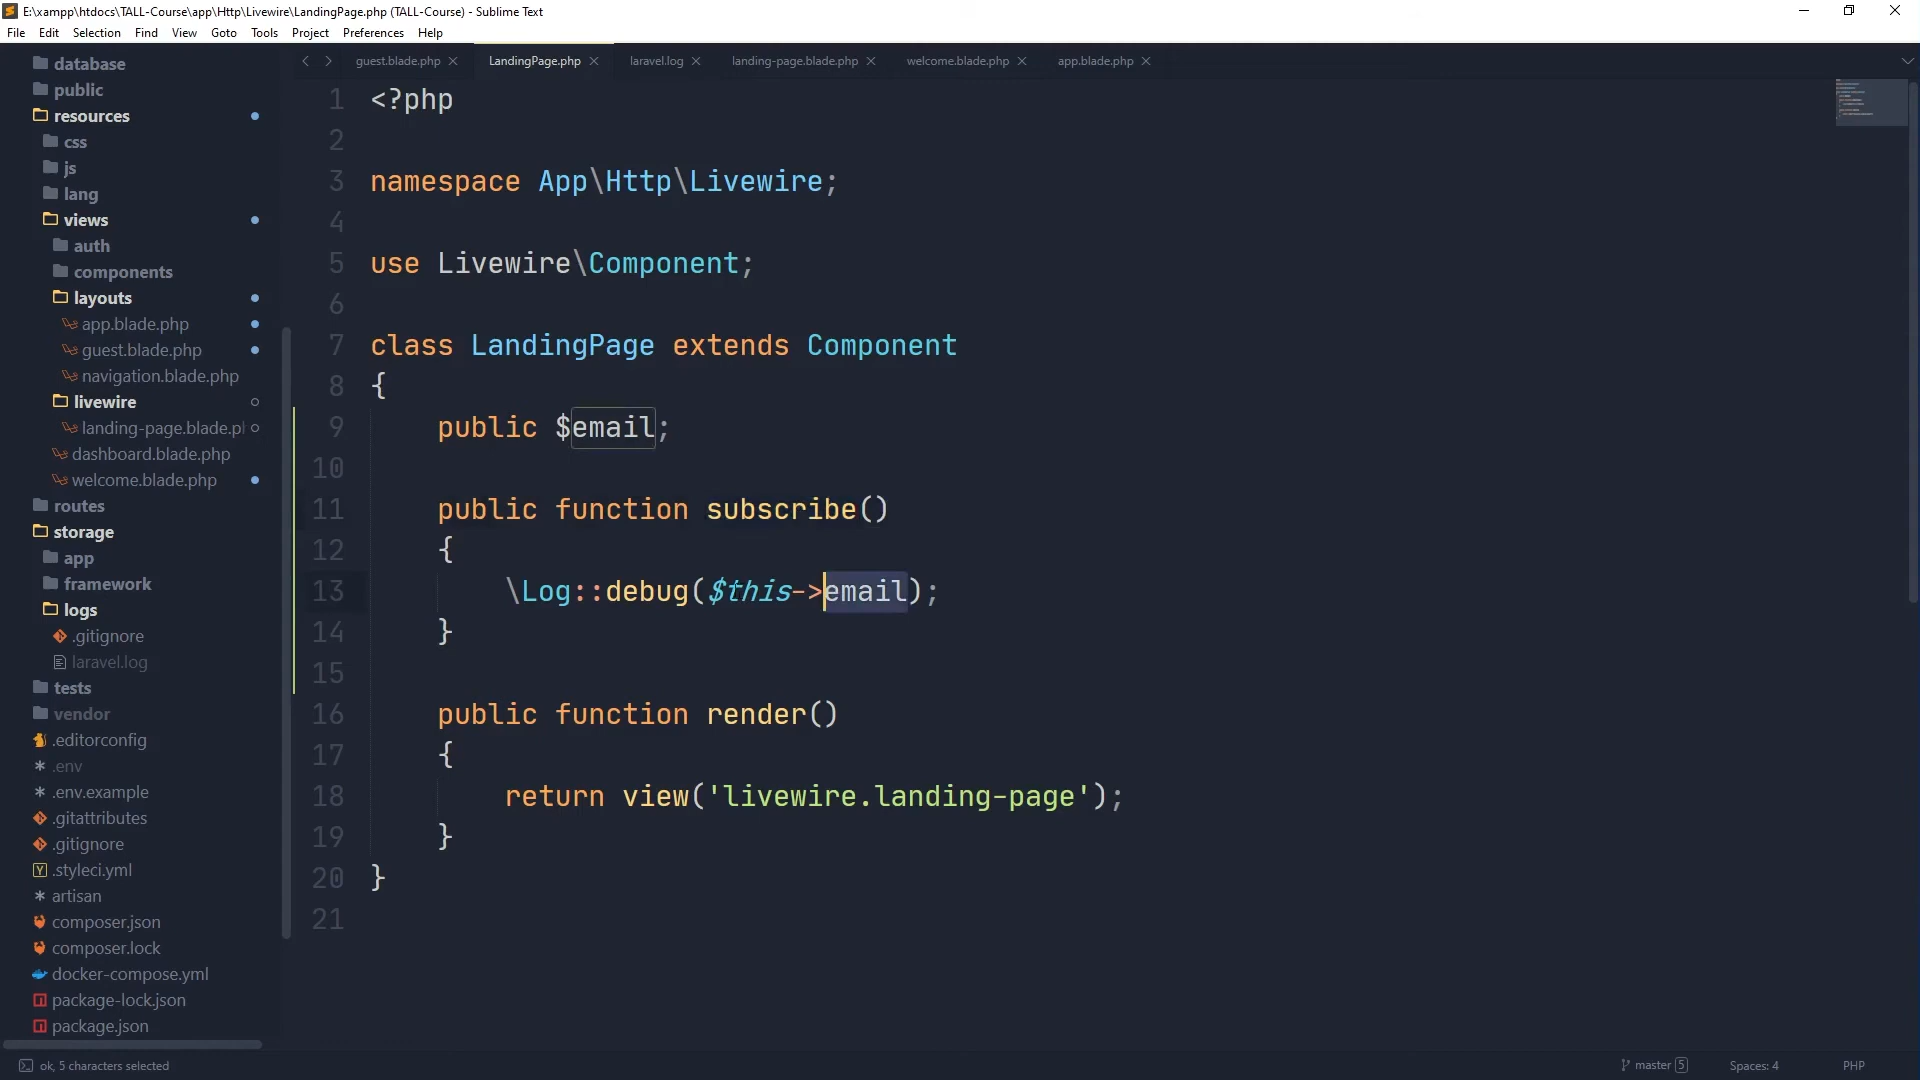 E:\xampp\htdocs\TALL-Course\app\Http\Livewire\LandingPage.php (TALL-Course) - Sublime Text
File Edit Selection Find View Goto Tools Project Preferences Help
database
public
resources
css
js
lang
views
auth
components
layouts
app.blade.php
guest.blade.php
navigation.blade.php
livewire
landing-page.blade.p
dashboard.blade.php
welcome.blade.php
routes
storage
app
framework
logs
.gitignore
laravel.log
tests
vendor
.editorconfig
.env
.env.example
.gitattributes
.gitignore
.styleci.yml
artisan
composer.json
composer.lock
docker-compose.yml
package-lock.json
package.json
guest.blade.php LandingPage.php laravel.log landing-page.blade.php welcome.blade.php app.blade.php
1 <?php
2
3 namespace App\Http\Livewire;
4
5 use Livewire\Component;
6
7 class LandingPage extends Component
8 {
9 public $email;
10
11 public function subscribe()
12 {
13 \Log::debug($this->email);
14 }
15
16 public function render()
17 {
18 return view('livewire.landing-page');
19 }
20 }
21
ok, 5 characters selected
master 5 Spaces: 4 PHP